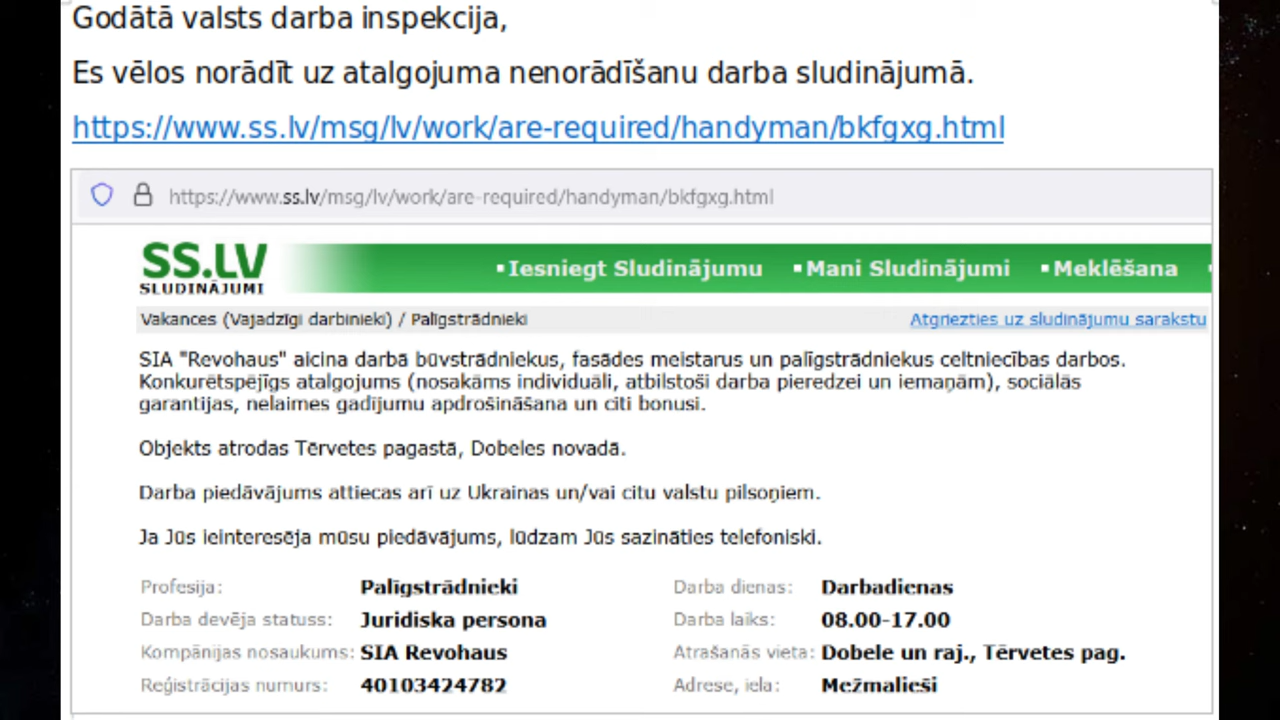 Godātā valsts darba inspekcija,
Es vēlos norādīt uz atalgojuma nenorādīšanu darba sludinājumā.
https://www.ss.lv/msg/lv/work/are-required/handyman/bkfgxg.html
https://www.ss.lv/msg/lv/work/are-required/handyman/bkfgxg.html
SS.LV
SLUDINĀJUMI
Iesniegt Sludinājumu Mani Sludinājumi Meklēšana
Vakances (Vajadzīgi darbinieki) / Palīgstrādnieki Atgriezties uz sludinājumu sarakstu
SIA "Revohaus" aicina darbā būvstrādniekus, fasādes meistarus un palīgstrādniekus celtniecības darbos.
Konkurētspējīgs atalgojums (nosakāms individuāli, atbilstoši darba pieredzei un iemaņām), sociālās
garantijas, nelaimes gadījumu apdrošināšana un citi bonusi.
Objekts atrodas Tērvetes pagastā, Dobeles novadā.
Darba piedāvājums attiecas arī uz Ukrainas un/vai citu valstu pilsoņiem.
Ja Jūs ieinteresēja mūsu piedāvājums, lūdzam Jūs sazināties telefoniski.
Profesija: Palīgstrādnieki Darba dienas: Darbadienas
Darba devēja statuss: Juridiska persona Darba laiks: 08.00-17.00
Kompānijas nosaukums: SIA Revohaus Atrašanās vieta: Dobele un raj., Tērvetes pag.
Reģistrācijas numurs: 40103424782 Adrese, iela: Mežmalieši